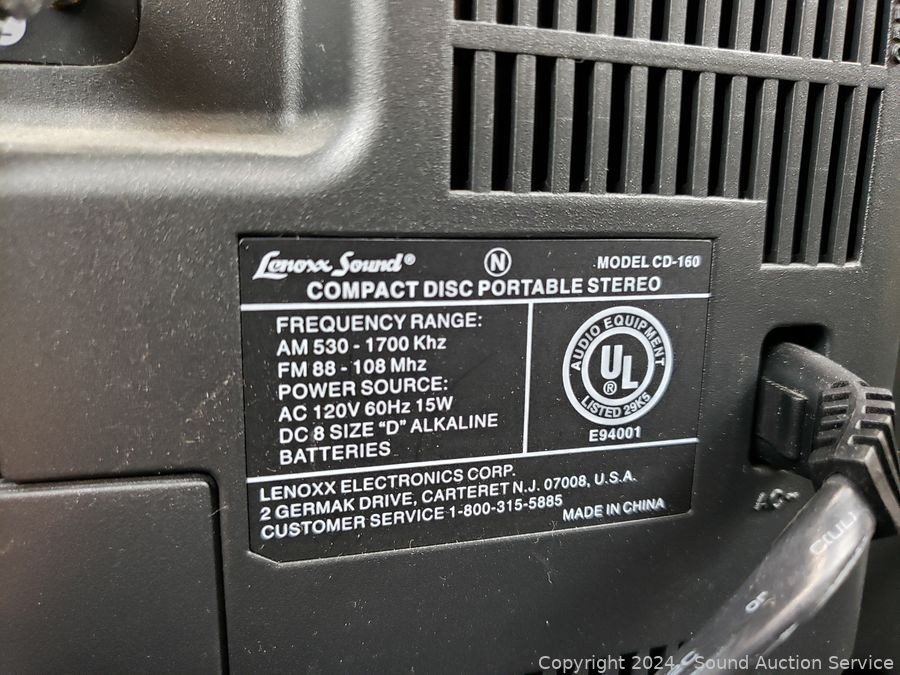 Lenoxx Sound®
N
MODEL CD-160
COMPACT DISC PORTABLE STEREO
FREQUENCY RANGE:
AM 530 - 1700 Khz
FM 88 - 108 Mhz
POWER SOURCE:
AC 120V 60Hz 15W
DC 8 SIZE "D" ALKALINE
BATTERIES
AUDIO EQUIPMENT
UL
®
LISTED 29K5
E94001
LENOXX ELECTRONICS CORP.
2 GERMAK DRIVE, CARTERET N.J. 07008, U.S.A.
CUSTOMER SERVICE 1-800-315-5885
MADE IN CHINA
AC~
Copyright © 2024 - Sound Auction Service